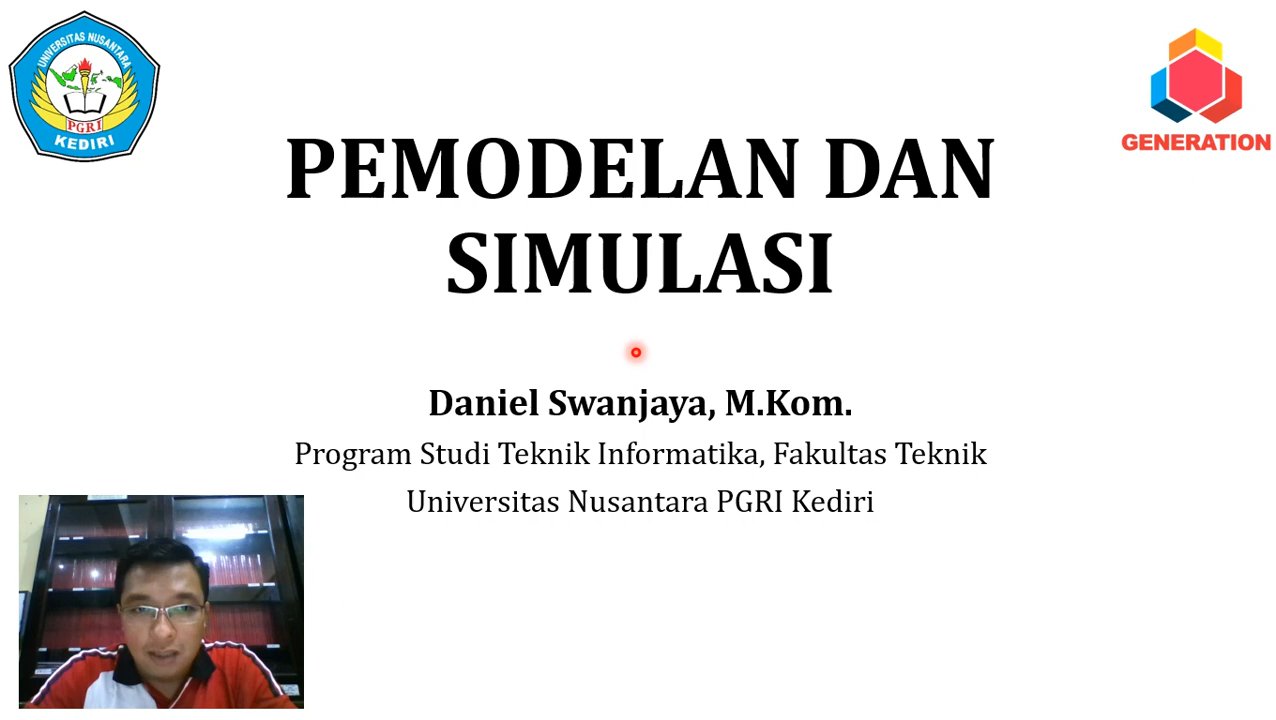 UNIVERSITAS NUSANTARA
PGRI
KEDIRI
GENERATION
PEMODELAN DAN
SIMULASI
Daniel Swanjaya, M.Kom.
Program Studi Teknik Informatika, Fakultas Teknik
Universitas Nusantara PGRI Kediri